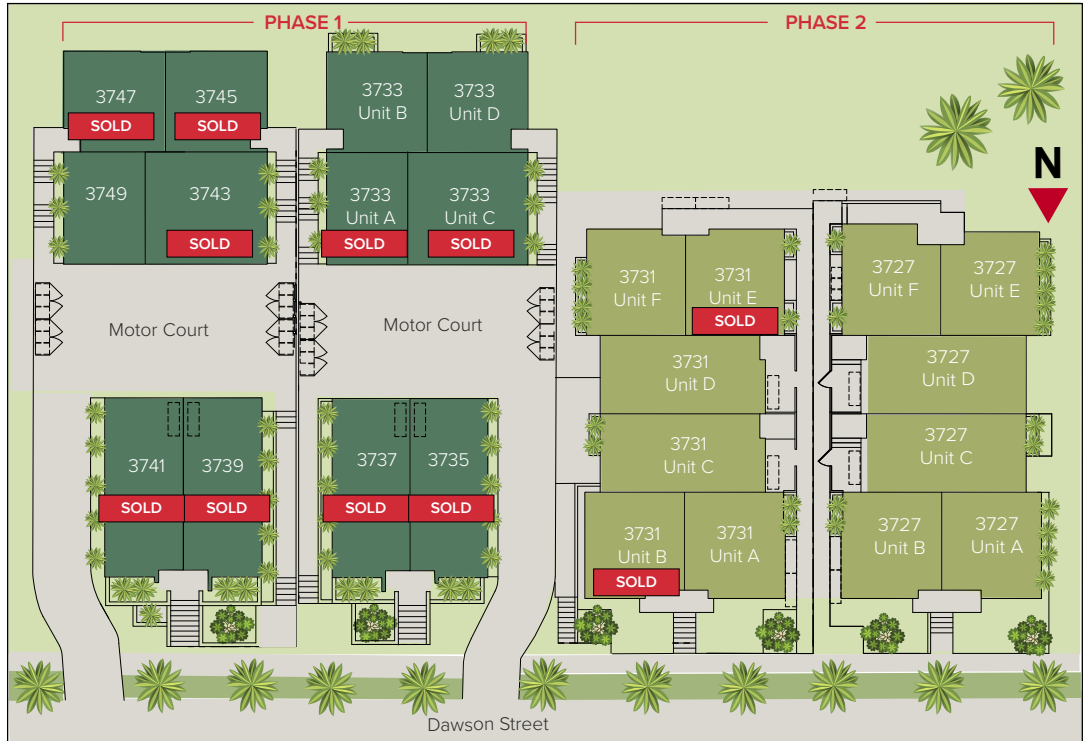 PHASE 1
PHASE 2
3747
SOLD
3745
SOLD
3733
Unit B
3733
Unit D
3749
3743
SOLD
3733
Unit A
SOLD
3733
Unit C
SOLD
N
Motor Court
Motor Court
3731
Unit F
3731
Unit E
SOLD
3727
Unit F
3727
Unit E
3731
Unit D
3727
Unit D
3741
SOLD
3739
SOLD
3737
SOLD
3735
SOLD
3731
Unit C
3727
Unit C
3731
Unit B
SOLD
3731
Unit A
3727
Unit B
3727
Unit A
Dawson Street